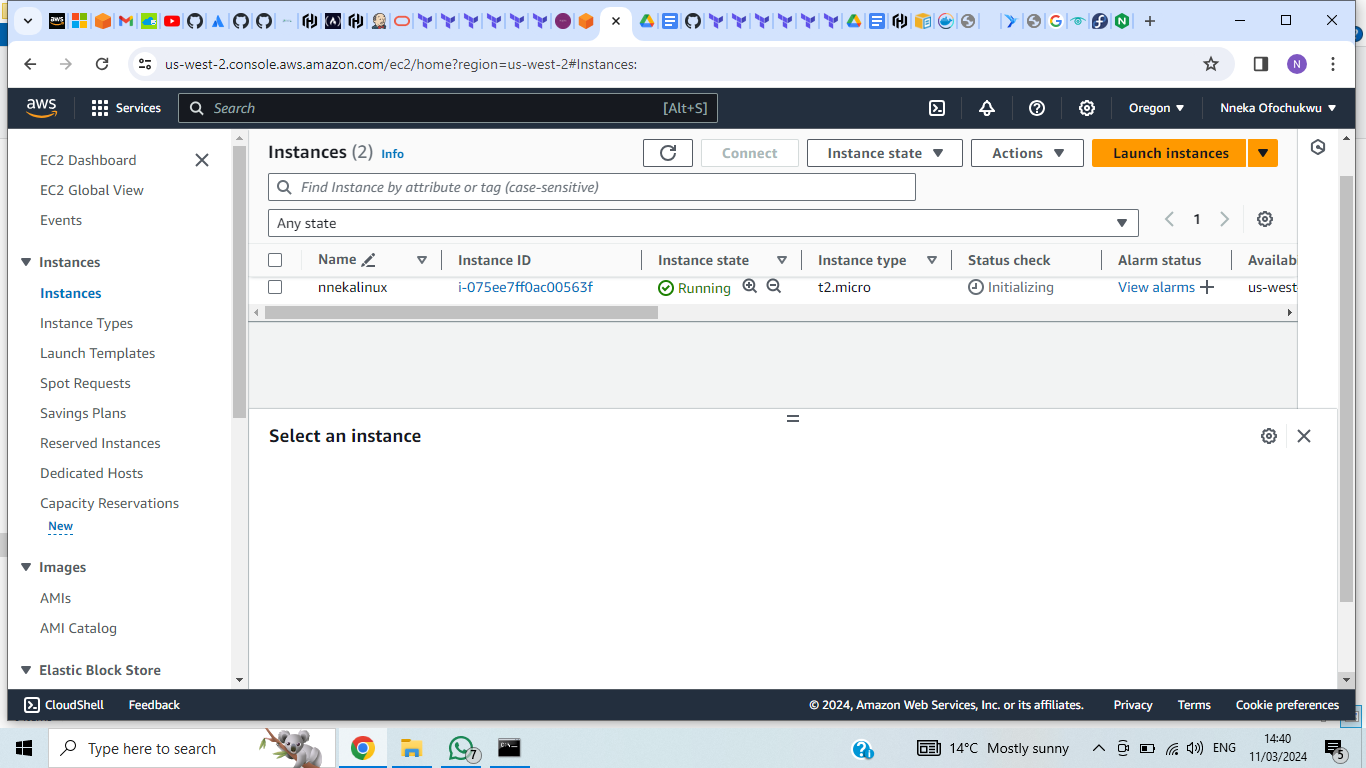 us-west-2.console.aws.amazon.com/ec2/home?region=us-west-2#Instances:
N
aws
Services
Search
[Alt+S]
Oregon
Nneka Ofochukwu
EC2 Dashboard
EC2 Global View
Events
Instances
Instances
Instance Types
Launch Templates
Spot Requests
Savings Plans
Reserved Instances
Dedicated Hosts
Capacity Reservations
New
Images
AMIs
AMI Catalog
Elastic Block Store
Instances (2) Info
Connect
Instance state
Actions
Launch instances
Find Instance by attribute or tag (case-sensitive)
Any state
1
Name Instance ID Instance state Instance type Status check Alarm status Availab
nnekalinux i-075ee7ff0ac00563f Running t2.micro Initializing View alarms us-west
Select an instance
CloudShell Feedback
© 2024, Amazon Web Services, Inc. or its affiliates. Privacy Terms Cookie preferences
Type here to search
7
14°C Mostly sunny
ENG
14:40
11/03/2024
5